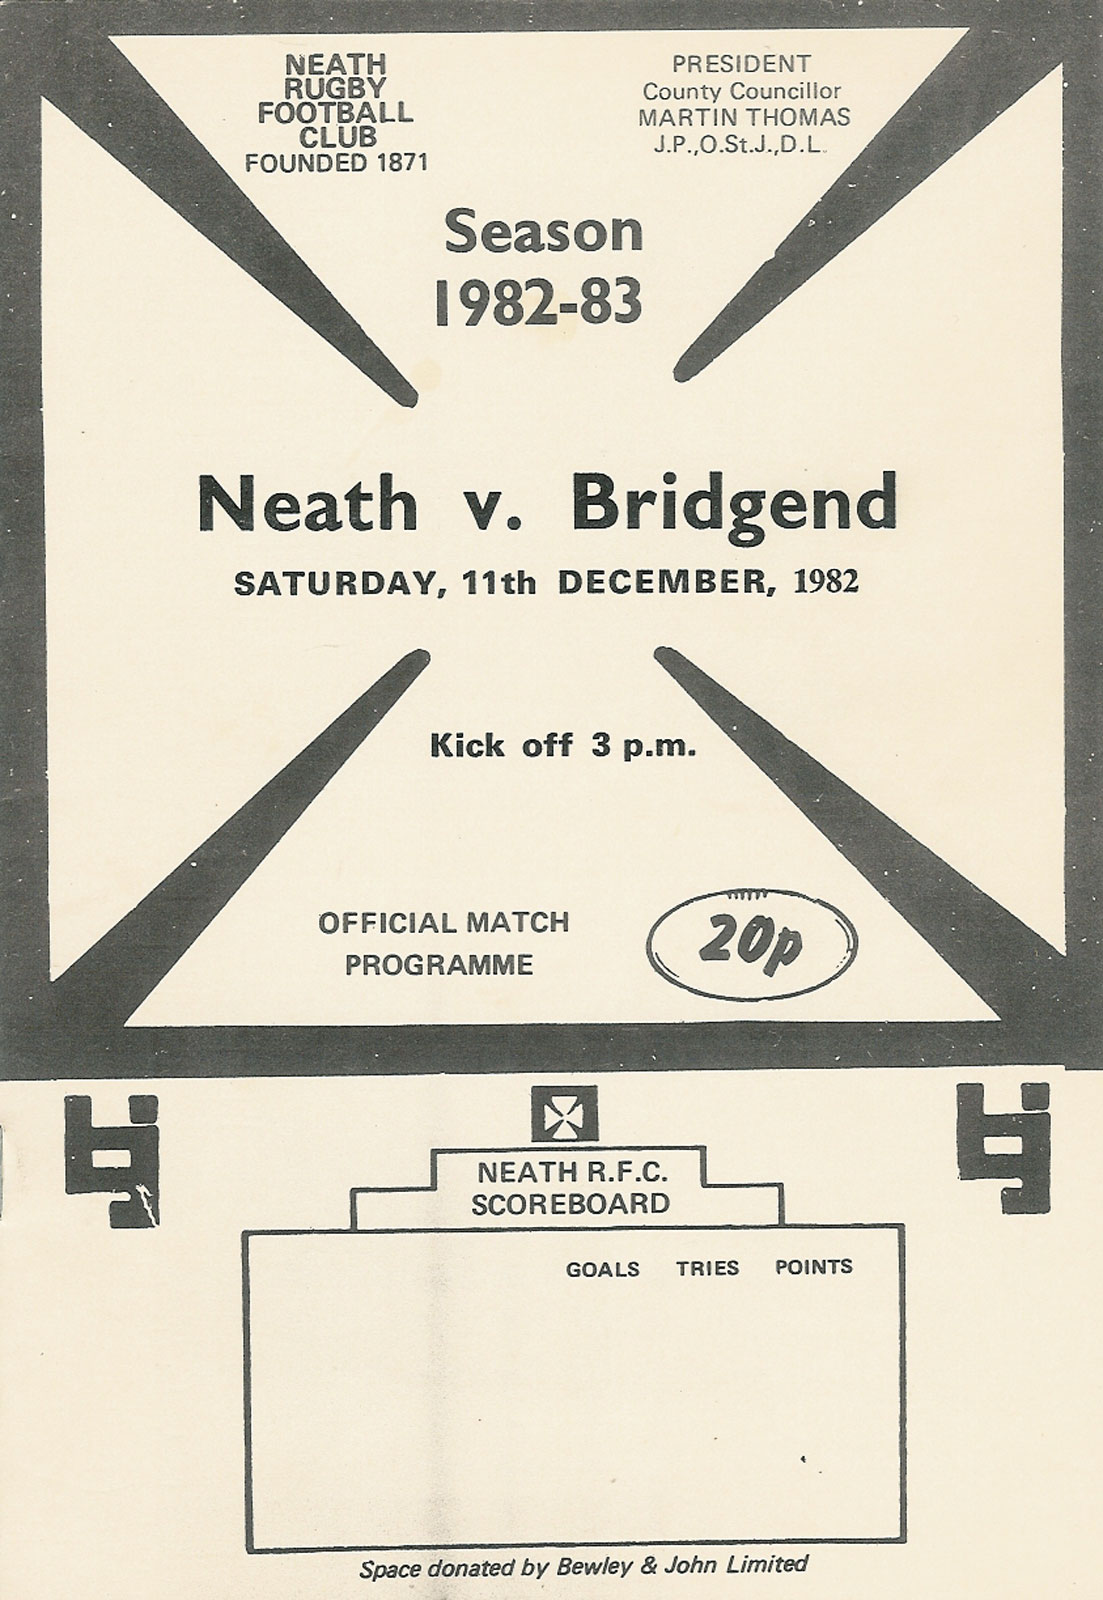 NEATH
RUGBY
FOOTBALL
CLUB
FOUNDED 1871
PRESIDENT
County Councillor
MARTIN THOMAS
J.P.,O.St.J.,D.L.
Season
1982-83
Neath v. Bridgend
SATURDAY, 11th DECEMBER, 1982
Kick off 3 p.m.
OFFICIAL MATCH
PROGRAMME
20p
bj
bj
NEATH R.F.C.
SCOREBOARD
GOALS TRIES POINTS
Space donated by Bewley & John Limited